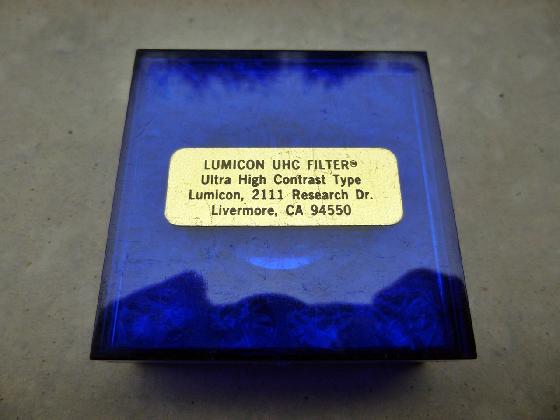 LUMICON UHC FILTER®
Ultra High Contrast Type
Lumicon, 2111 Research Dr.
Livermore, CA 94550